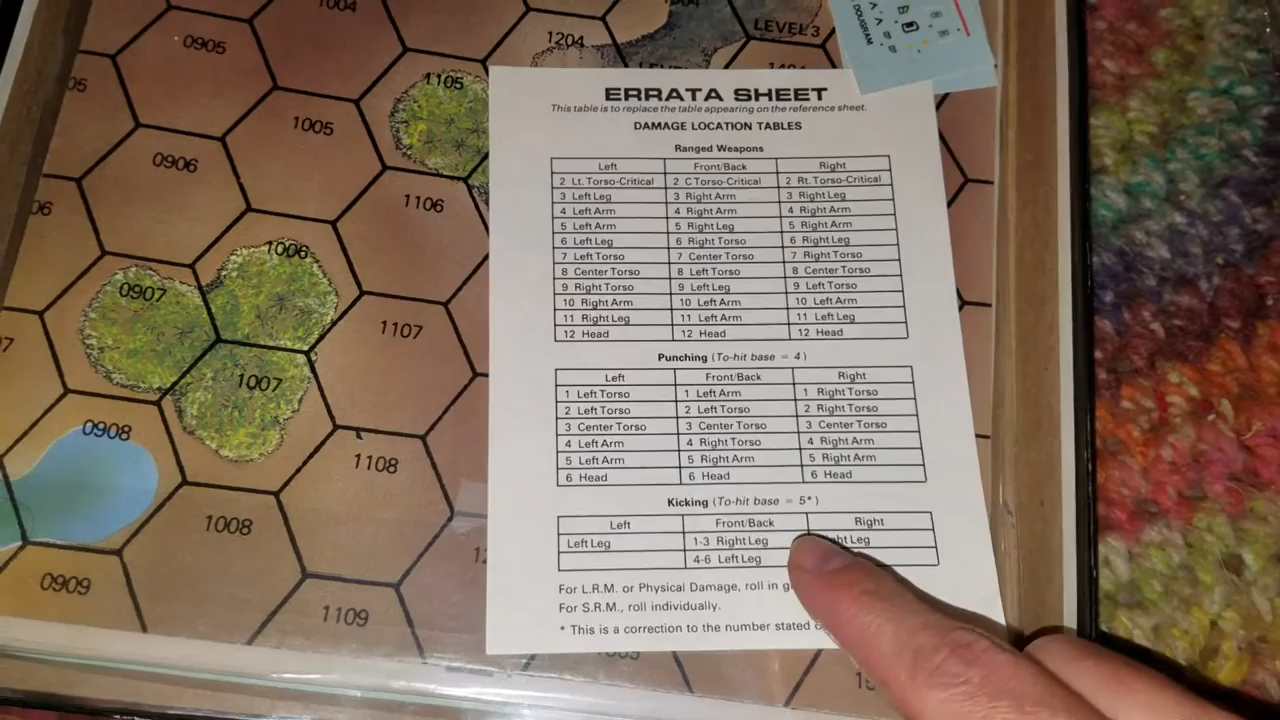 1004
0905
1204
LEVEL 3
DOUGRAM
05
1105
1005
0906
06
1106
1006
0907
1107
1007
0908
1108
1008
0909
1109
ERRATA SHEET
This table is to replace the table appearing on the reference sheet.
DAMAGE LOCATION TABLES
Ranged Weapons
Left Front/Back Right
2 Lt. Torso-Critical 2 C Torso-Critical 2 Rt. Torso-Critical
3 Left Leg 3 Right Arm 3 Right Leg
4 Left Arm 4 Right Arm 4 Right Arm
5 Left Arm 5 Right Leg 5 Right Arm
6 Left Leg 6 Right Torso 6 Right Leg
7 Left Torso 7 Center Torso 7 Right Torso
8 Center Torso 8 Left Torso 8 Center Torso
9 Right Torso 9 Left Leg 9 Left Torso
10 Right Arm 10 Left Arm 10 Left Arm
11 Right Leg 11 Left Arm 11 Left Leg
12 Head 12 Head 12 Head
Punching (To-hit base = 4)
Left Front/Back Right
1 Left Torso 1 Left Arm 1 Right Torso
2 Left Torso 2 Left Torso 2 Right Torso
3 Center Torso 3 Center Torso 3 Center Torso
4 Left Arm 4 Right Torso 4 Right Arm
5 Left Arm 5 Right Arm 5 Right Arm
6 Head 6 Head 6 Head
Kicking (To-hit base = 5*)
Left Front/Back Right
Left Leg 1-3 Right Leg Leg
4-6 Left Leg
For L.R.M. or Physical Damage, roll in
For S.R.M., roll individually.
* This is a correction to the number stated